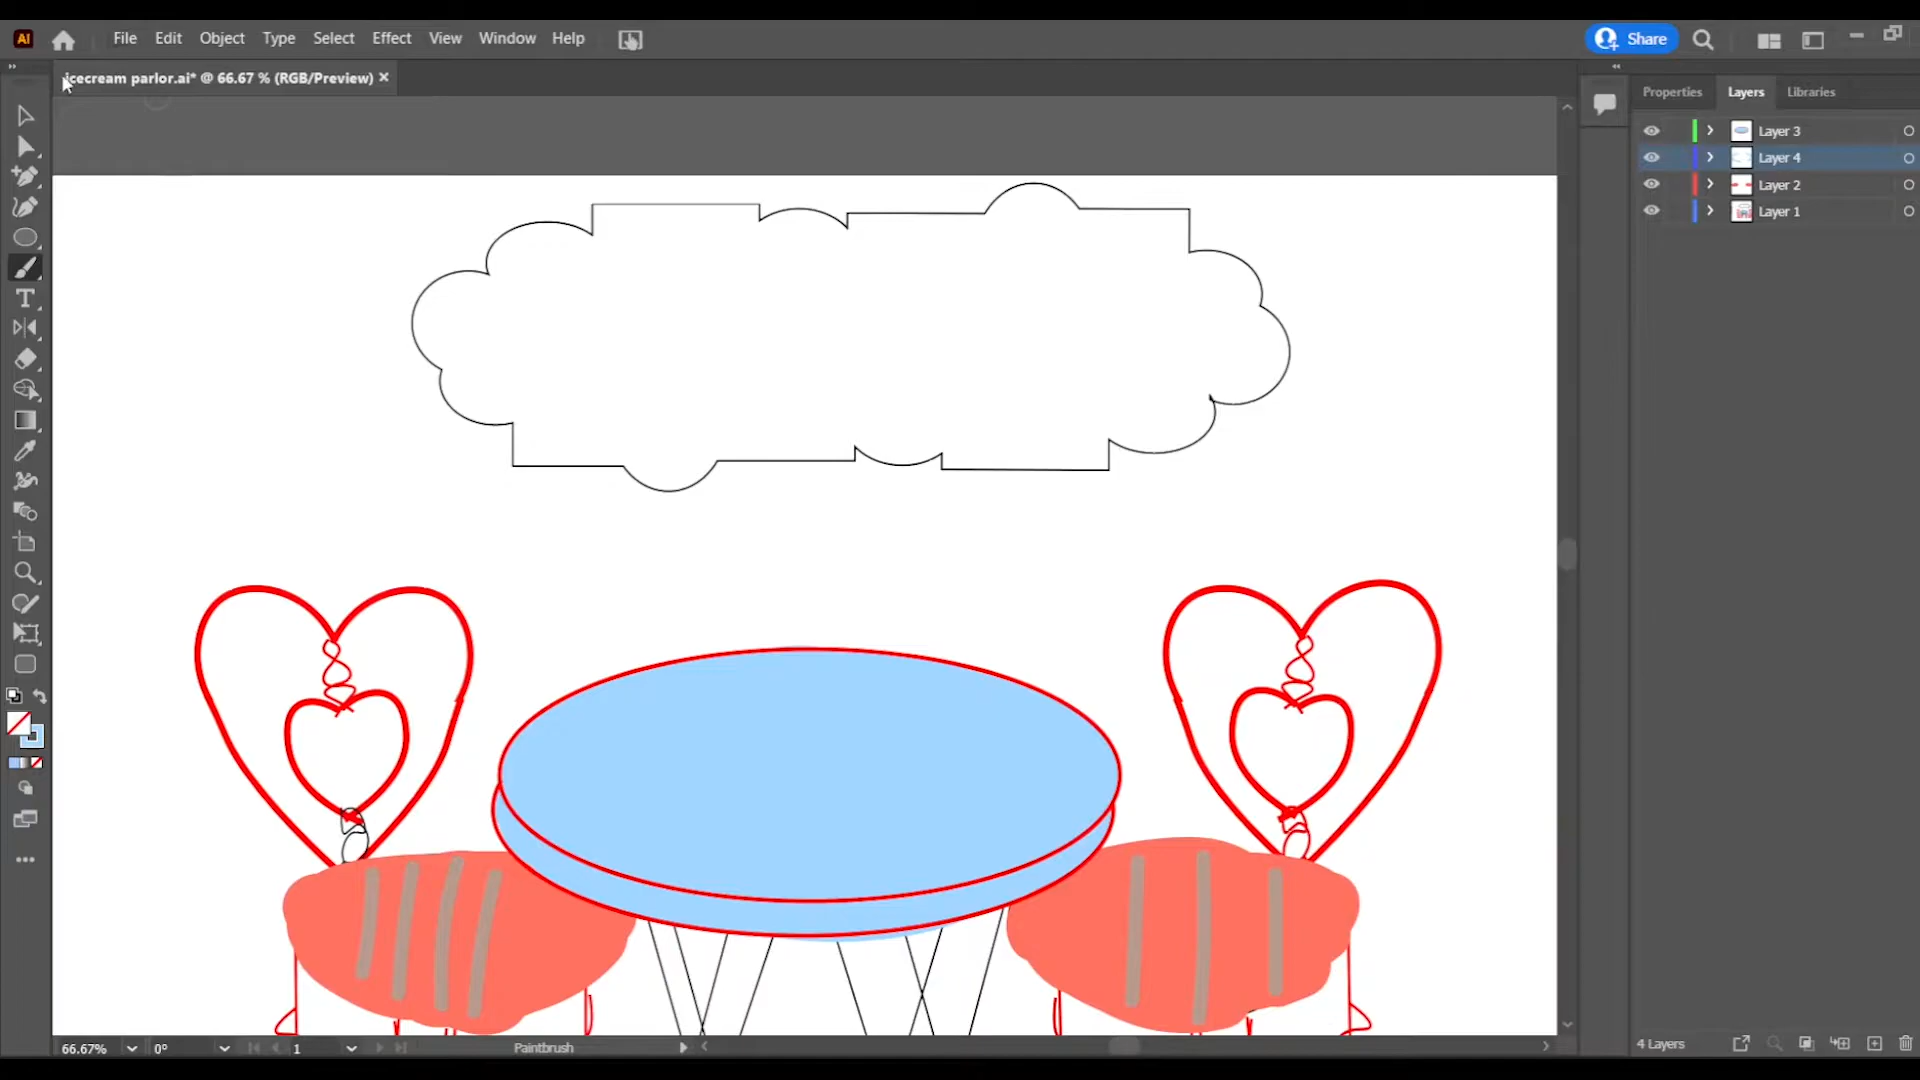 Ai File Edit Object Type Select Effect View Window Help Share
icecream parlor.ai* @ 66.67 % (RGB/Preview) ×
Properties Layers Libraries
Layer 3
Layer 4
Layer 2
Layer 1
66.67% 0° 1 Paintbrush
4 Layers